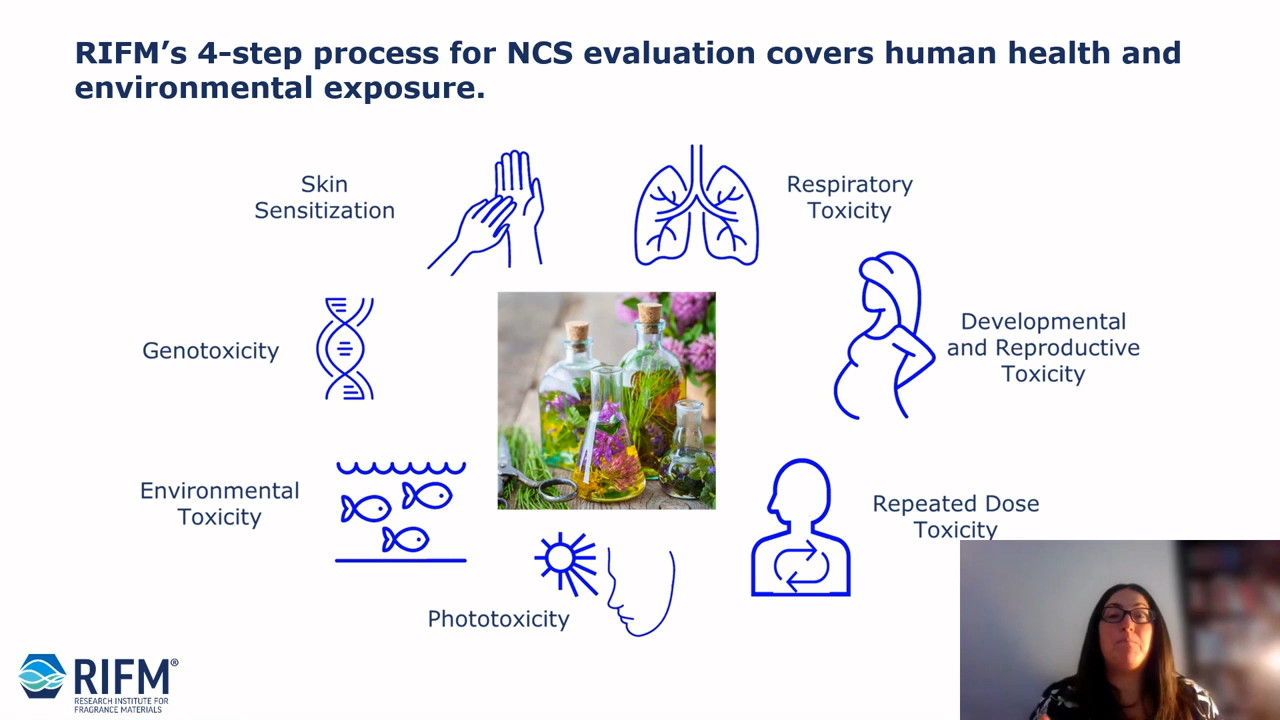 RIFM’s 4-step process for NCS evaluation covers human health and
environmental exposure.
Skin
Sensitization
Respiratory
Toxicity
Genotoxicity
Developmental
and Reproductive
Toxicity
Environmental
Toxicity
Repeated Dose
Toxicity
Phototoxicity
RIFM®
RESEARCH INSTITUTE FOR
FRAGRANCE MATERIALS